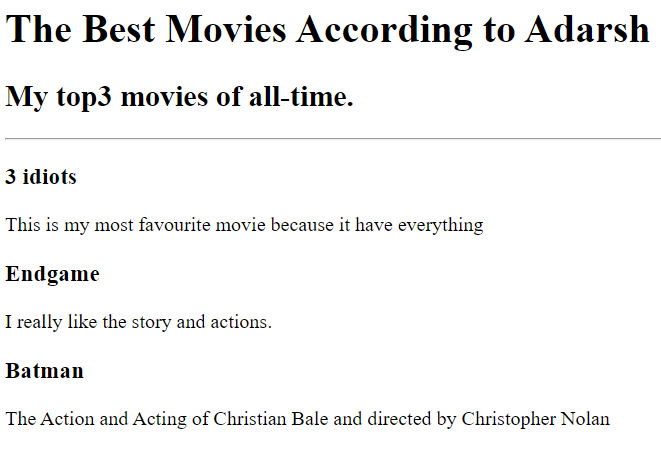 The Best Movies According to Adarsh
My top3 movies of all-time.
3 idiots
This is my most favourite movie because it have everything
Endgame
I really like the story and actions.
Batman
The Action and Acting of Christian Bale and directed by Christopher Nolan